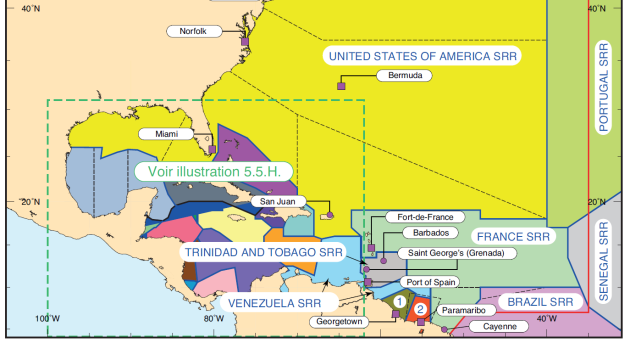 40˚N
40˚N
Norfolk
UNITED STATES OF AMERICA SRR
Bermuda
PORTUGAL SRR
Miami
Voir illustration 5.5.H.
San Juan
20˚N
20˚N
Fort-de-France
Barbados
FRANCE SRR
SENEGAL SRR
TRINIDAD AND TOBAGO SRR
Saint George's (Grenada)
Port of Spain
VENEZUELA SRR
1
2
BRAZIL SRR
Paramaribo
100˚W
80˚W
Georgetown
Cayenne
40˚W